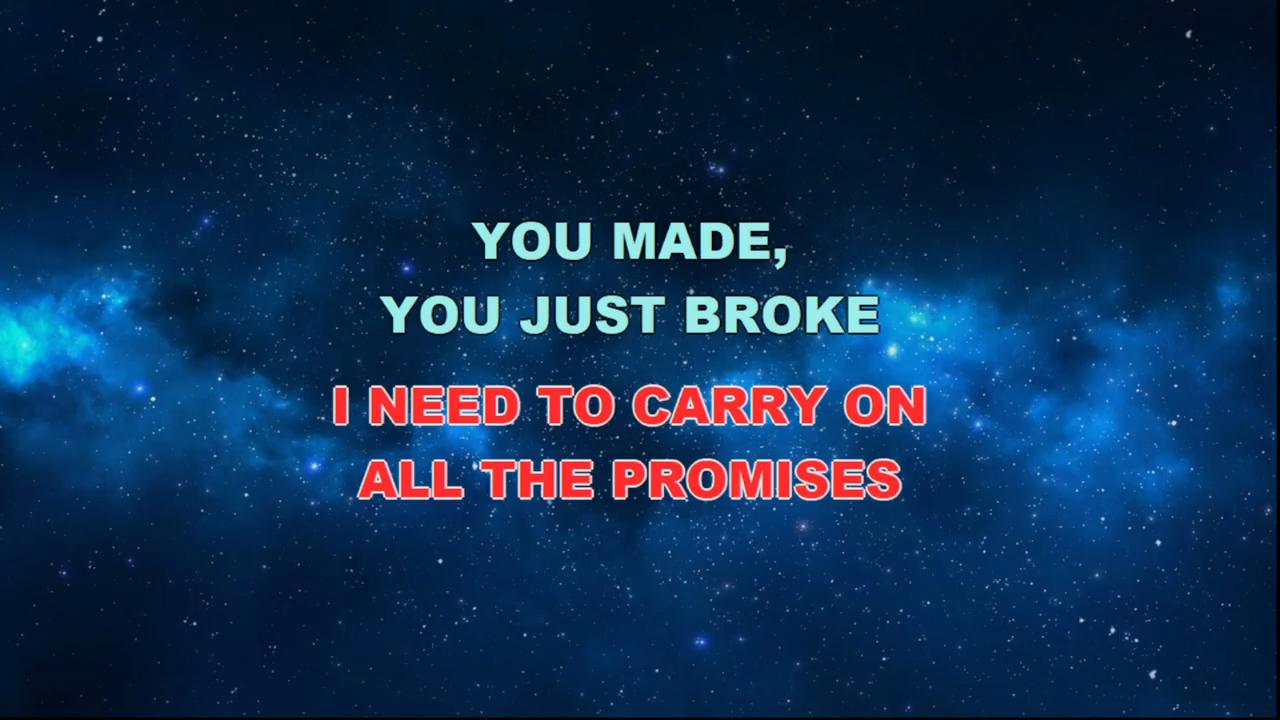 YOU MADE,
YOU JUST BROKE
I NEED TO CARRY ON
ALL THE PROMISES